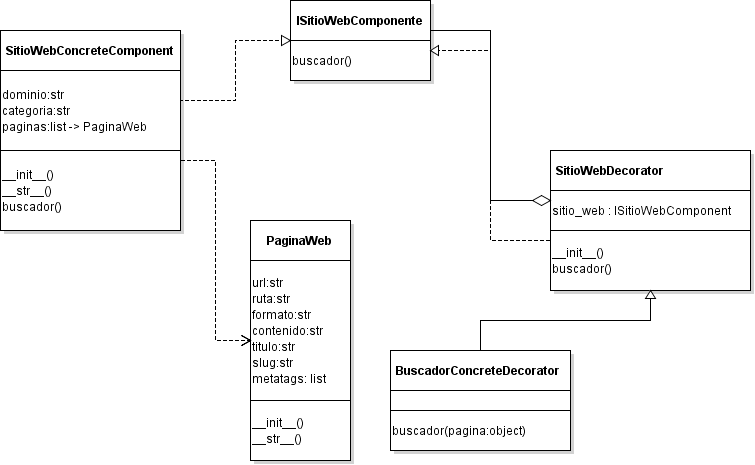 ISitioWebComponente
buscador()
SitioWebConcreteComponent
dominio:str
categoria:str
paginas:list -> PaginaWeb
__init__()
__str__()
buscador()
SitioWebDecorator
sitio_web : ISitioWebComponent
__init__()
buscador()
PaginaWeb
url:str
ruta:str
formato:str
contenido:str
titulo:str
slug:str
metatags: list
__init__()
__str__()
BuscadorConcreteDecorator
buscador(pagina:object)